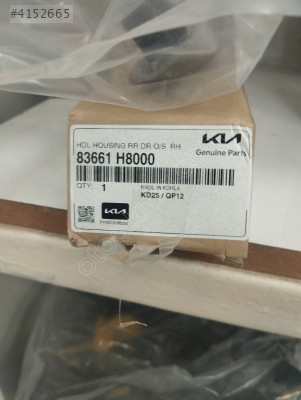 #4152665
HDL HOUSING RR DR O/S RH
83661 H8000
KIA
Genuine Parts
QTY: 1
MADE IN KOREA
KD25 / QP12
KIA